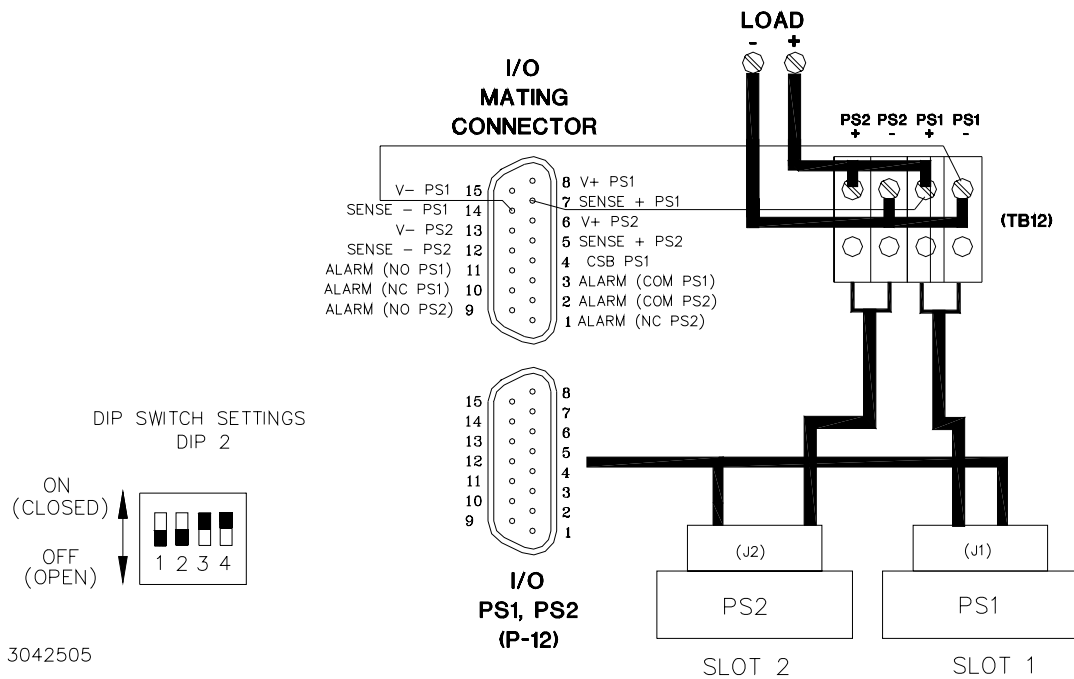 LOAD
- +
I/O
MATING
CONNECTOR
PS2 PS2 PS1 PS1
+ - + -
(TB12)
V- PS1 15
SENSE - PS1 14
V- PS2 13
SENSE - PS2 12
ALARM (NO PS1) 11
ALARM (NC PS1) 10
ALARM (NO PS2) 9
8 V+ PS1
7 SENSE + PS1
6 V+ PS2
5 SENSE + PS2
4 CSB PS1
3 ALARM (COM PS1)
2 ALARM (COM PS2)
1 ALARM (NC PS2)
15
14
13
12
11
10
9
8
7
6
5
4
3
2
1
I/O
PS1, PS2
(P-12)
DIP SWITCH SETTINGS
DIP 2
ON
(CLOSED)
OFF
(OPEN)
1 2 3 4
(J2)
PS2
SLOT 2
(J1)
PS1
SLOT 1
3042505